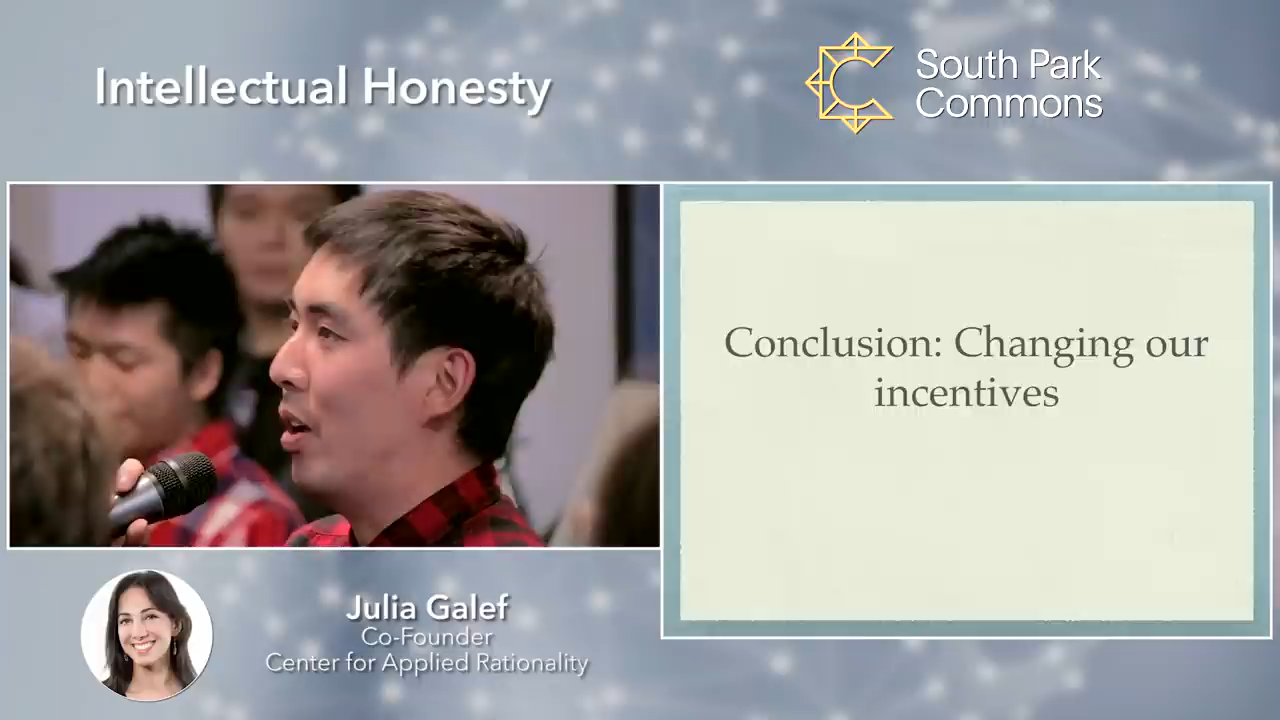 Intellectual Honesty
South Park
Commons
Conclusion: Changing our
incentives
Julia Galef
Co-Founder
Center for Applied Rationality